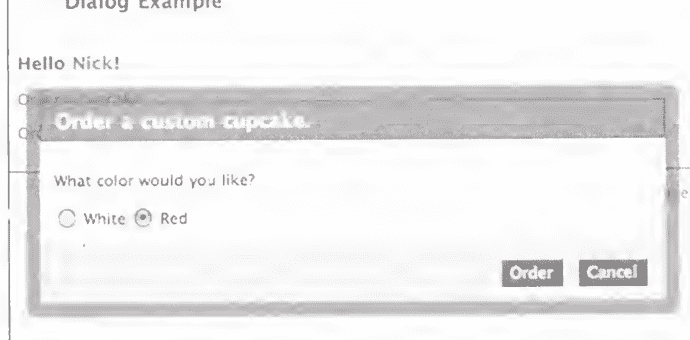 Dialog Example
Hello Nick!
Order a custom cupcake.
What color would you like?
White Red
Order Cancel